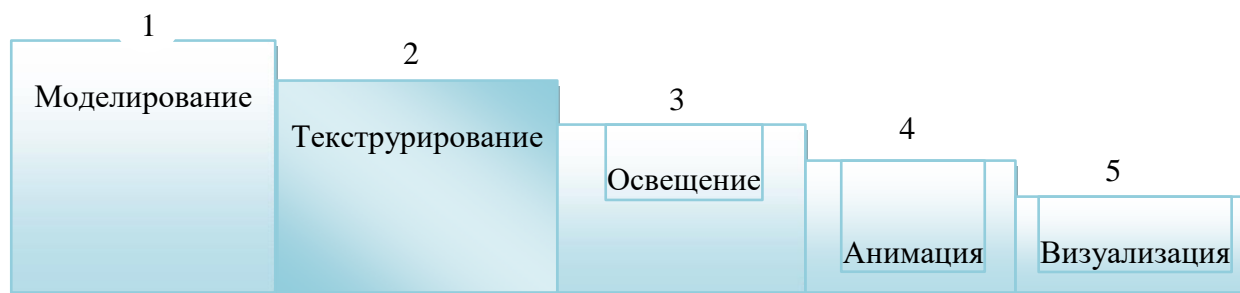 1
Моделирование
2
Текструрирование
3
Освещение
4
Анимация
5
Визуализация